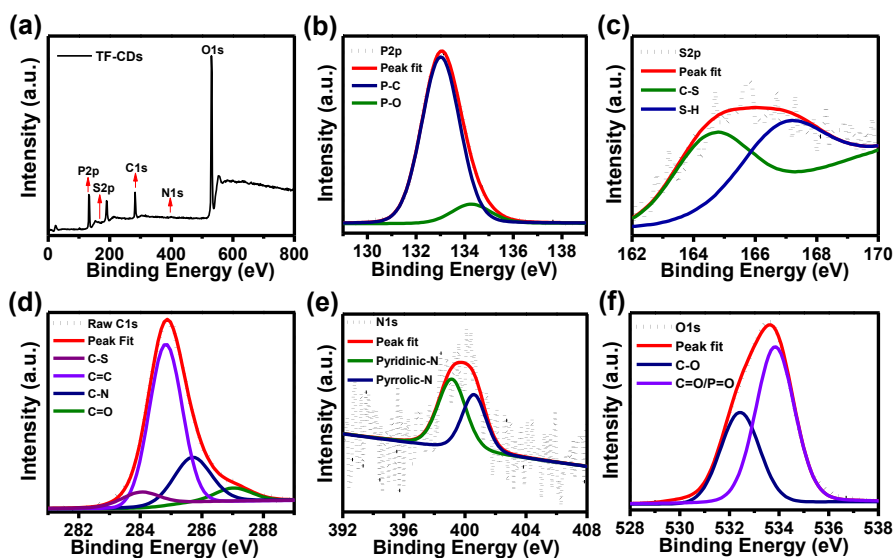 (a)
TF-CDs
O1s
P2p
S2p
C1s
N1s
Intensity (a.u.)
0 200 400 600 800
Binding Energy (eV)
(b)
P2p
Peak fit
P-C
P-O
Intensity (a.u.)
130 132 134 136 138
Binding Energy (eV)
(c)
S2p
Peak fit
C-S
S-H
Intensity (a.u.)
162 164 166 168 170
Binding Energy (eV)
(d)
Raw C1s
Peak Fit
C-S
C=C
C-N
C=O
Intensity (a.u.)
282 284 286 288
Binding Energy (eV)
(e)
N1s
Peak fit
Pyridinic-N
Pyrrolic-N
Intensity (a.u.)
392 396 400 404 408
Binding Energy (eV)
(f)
O1s
Peak fit
C-O
C=O/P=O
Intensity (a.u.)
528 530 532 534 536 538
Binding Energy (eV)